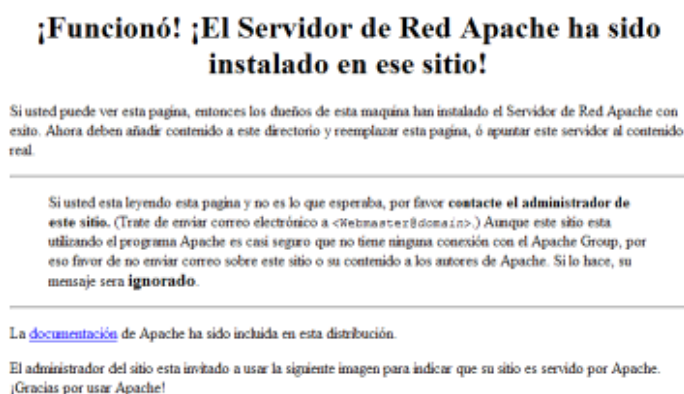 ¡Funcionó! ¡El Servidor de Red Apache ha sido
instalado en ese sitio!
Si usted puede ver esta pagina, entonces los dueños de esta maquina han instalado el Servidor de Red Apache con
exito. Ahora deben añadir contenido a este directorio y reemplazar esta pagina, ó apuntar este servidor al contenido
real.
Si usted esta leyendo esta pagina y no es lo que esperaba, por favor contacte el administrador de
este sitio. (Trate de enviar correo electrónico a <Webmaster@domain>.) Aunque este sitio esta
utilizando el programa Apache es casi seguro que no tiene ninguna conexión con el Apache Group, por
eso favor de no enviar correo sobre este sitio o su contenido a los autores de Apache. Si lo hace, su
mensaje sera ignorado.
La documentación de Apache ha sido incluida en esta distribución.
El administrador del sitio esta invitado a usar la siguiente imagen para indicar que su sitio es servido por Apache.
¡Gracias por usar Apache!